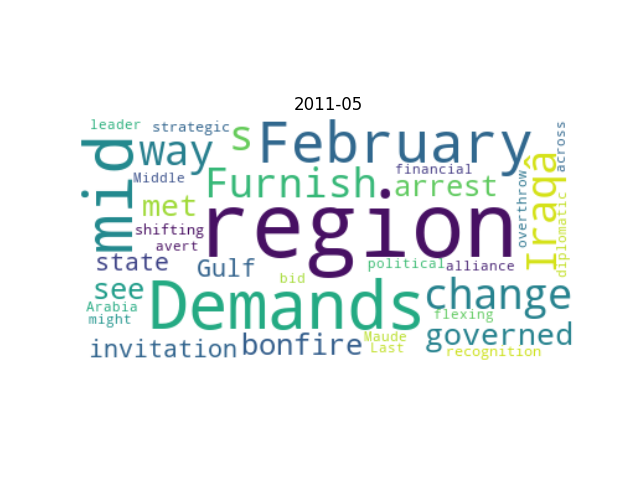 2011-05
leader
strategic
s
February
across
mid
way
Middle
financial
Iraqâ
Furnish
arrest
overthrow
diplomatic
met
region
shifting
avert
state
Gulf
political
alliance
see
bid
Demands
change
Arabia
might
flexing
governed
invitation
bonfire
Maude
Last
recognition